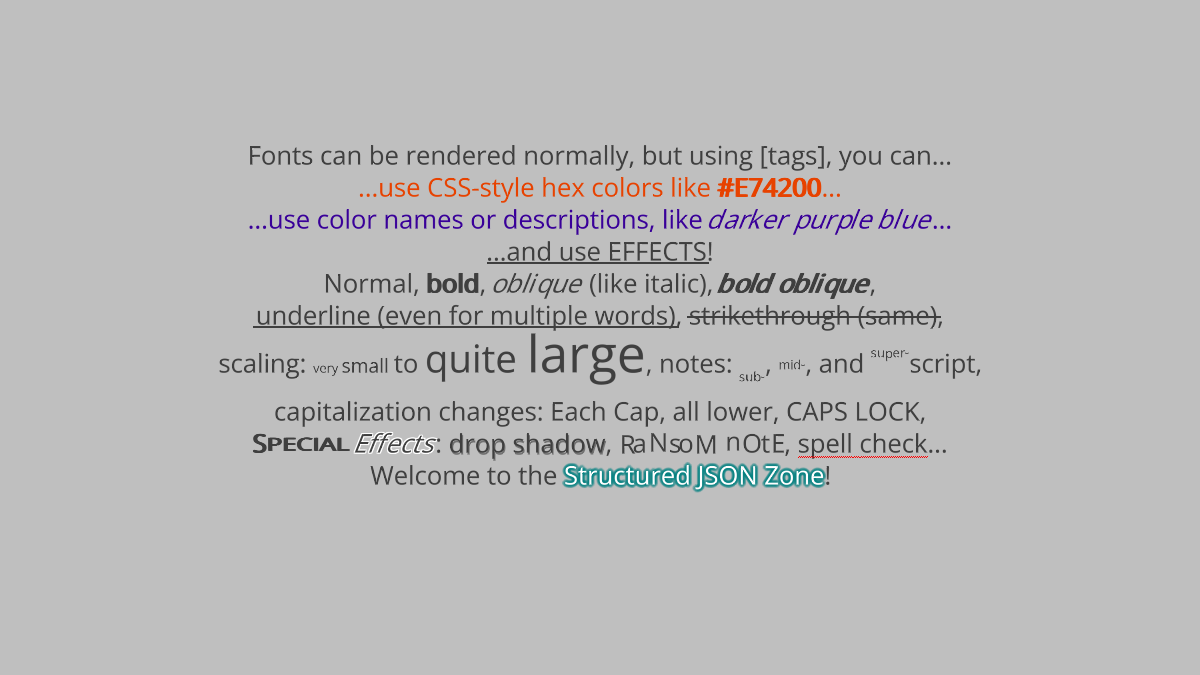 Fonts can be rendered normally, but using [tags], you can...
...use CSS-style hex colors like #E74200...
...use color names or descriptions, like darker purple blue...
...and use EFFECTS!
Normal, bold, oblique (like italic), bold oblique,
underline (even for multiple words), strikethrough (same),
scaling: very small to quite large, notes: sub-, mid-, and super-script,
capitalization changes: Each Cap, all lower, CAPS LOCK,
SPECIAL Effects: drop shadow, RaNsoM nOtE, spell check...
Welcome to the Structured JSON Zone!